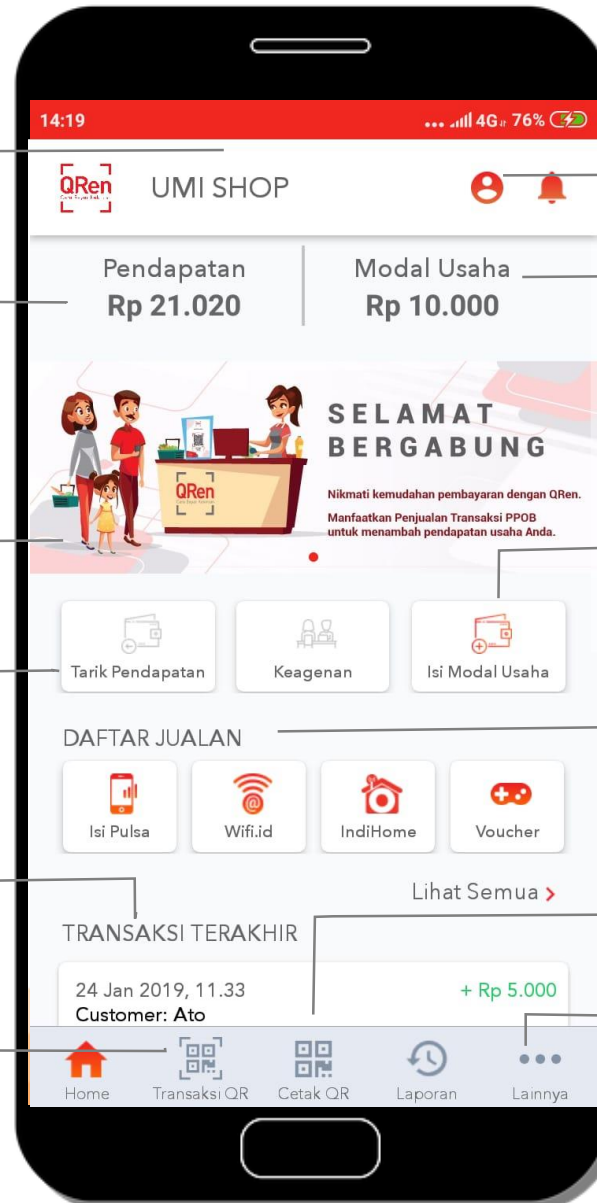 14:19
4G 76%
QRen
UMI SHOP
Pendapatan
Modal Usaha
Rp 21.020
Rp 10.000
SELAMAT
BERGABUNG
Nikmati kemudahan pembayaran dengan QRen.
Manfaatkan Penjualan Transaksi PPOB
untuk menambah pendapatan usaha Anda.
QRen
Tarik Pendapatan
Keagenan
Isi Modal Usaha
DAFTAR JUALAN
Isi Pulsa
Wifi.id
IndiHome
Voucher
Lihat Semua >
TRANSAKSI TERAKHIR
24 Jan 2019, 11.33
+ Rp 5.000
Customer: Ato
Home
Transaksi QR
Cetak QR
Laporan
Lainnya